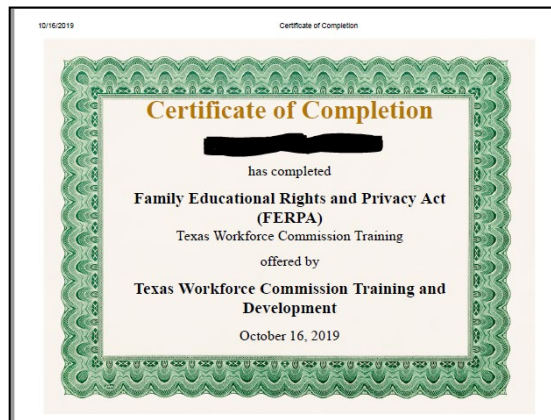 10/16/2019 Certificate of Completion
Certificate of Completion
has completed
Family Educational Rights and Privacy Act
(FERPA)
Texas Workforce Commission Training
offered by
Texas Workforce Commission Training and
Development
October 16, 2019